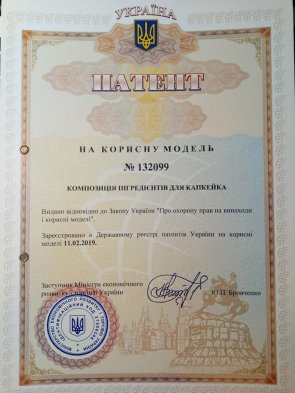 УКРАЇНА
ПАТЕНТ
НА КОРИСНУ МОДЕЛЬ
№ 132099
КОМПОЗИЦІЯ ІНГРЕДІЄНТІВ ДЛЯ КАПКЕЙКА
Видано відповідно до Закону України "Про охорону прав на винаходи
і корисні моделі".
Зареєстровано в Державному реєстрі патентів України на корисні
моделі 11.02.2019.
Заступник Міністра економічного
розвитку і торгівлі України
Ю.П. Бровченко